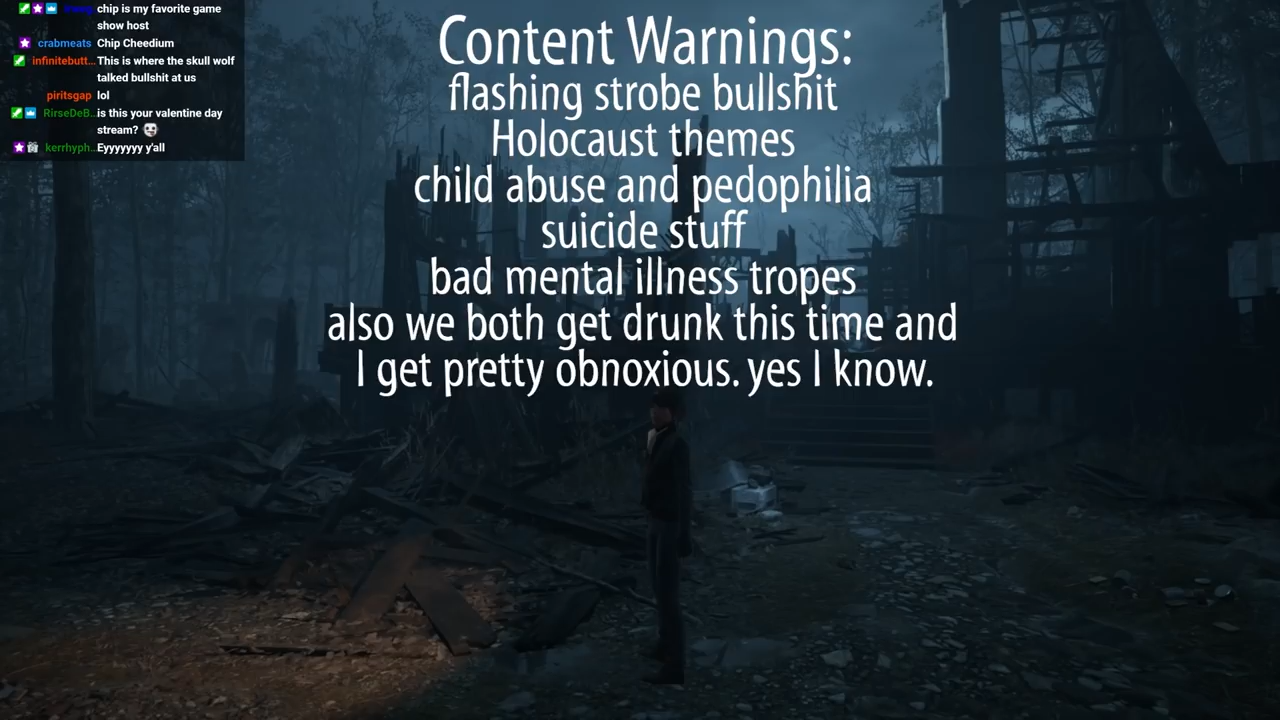 chip is my favorite game
show host
crabmeats Chip Cheedium
infinitebutt... This is where the skull wolf
talked bullshit at us
piritsgap lol
RirseDeB... is this your valentine day
stream?
kerrhyph... Eyyyyyyy y'all
Content Warnings:
flashing strobe bullshit
Holocaust themes
child abuse and pedophilia
suicide stuff
bad mental illness tropes
also we both get drunk this time and
I get pretty obnoxious. yes I know.